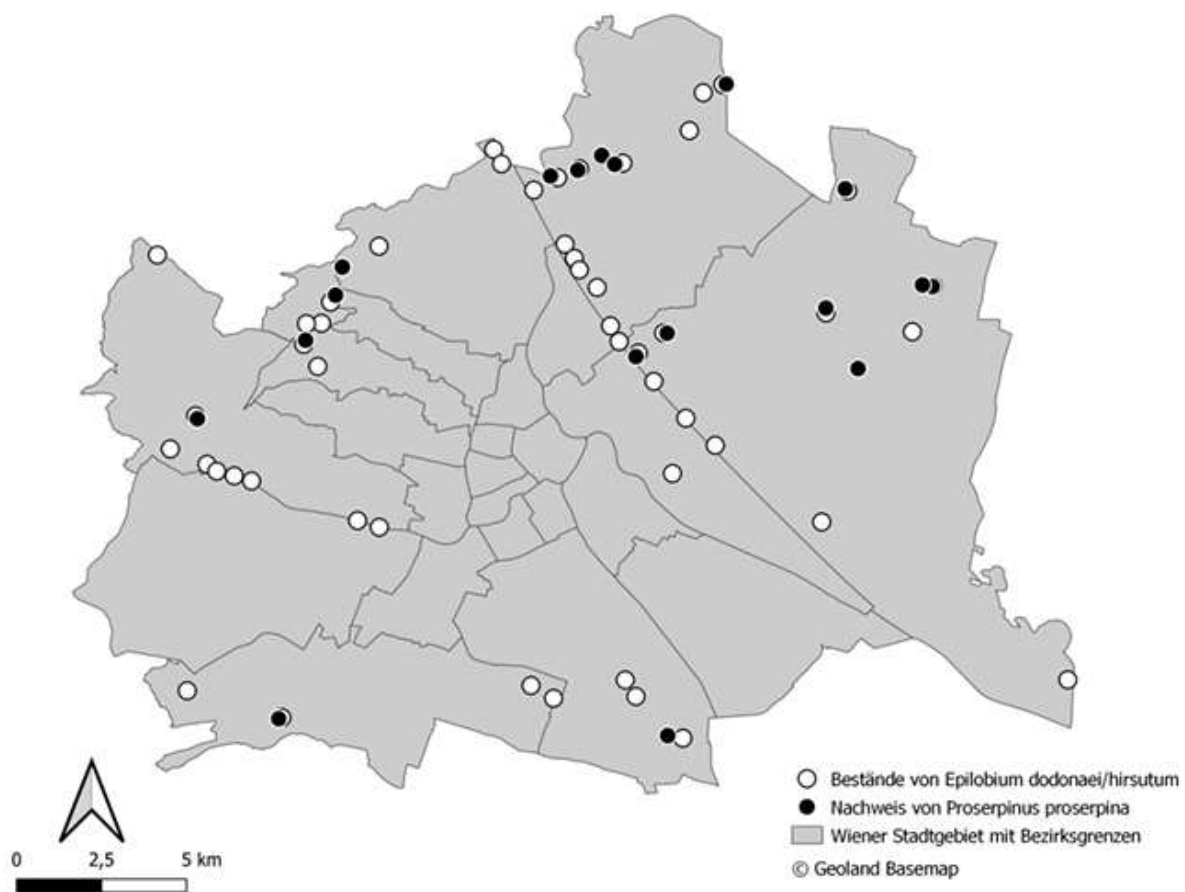 Bestände von Epilobium dodonaei/hirsutum
Nachweis von Proserpinus proserpina
Wiener Stadtgebiet mit Bezirksgrenzen
© Geoland Basemap
0 2,5 5 km